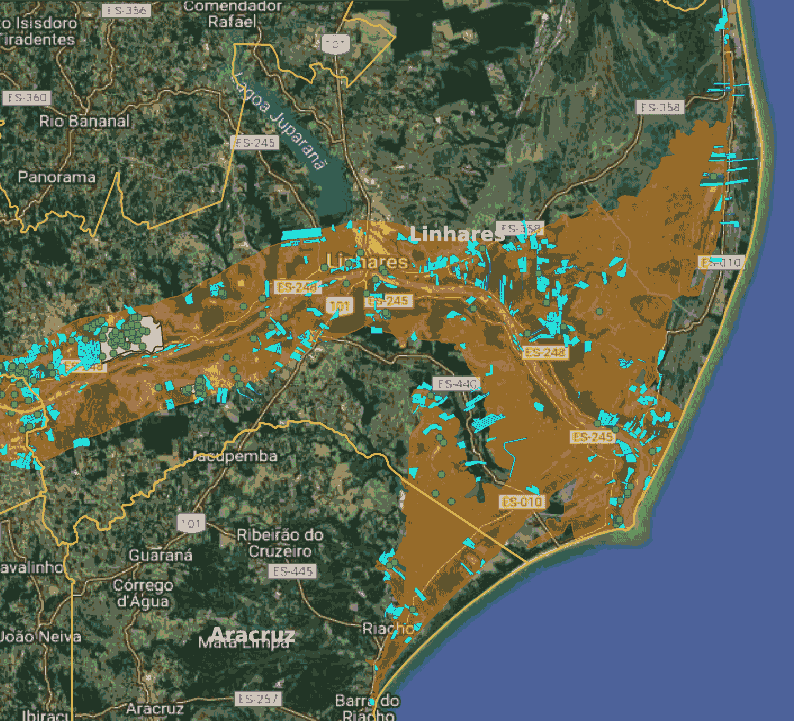 ES-356
Comendador
Rafael
to Isidoro
Tiradentes
101
ES-360
Rio Bananal
ES-358
Lagoa Juparanã
ES-245
Panorama
Linhares
ES-358
Linhares
ES-010
ES-248
101
ES-245
ES-248
ES-440
ES-245
Jacupemba
ES-010
101
Ribeirão do
Cruzeiro
Guaraná
avalinho
ES-445
Córrego
d'Água
João Neiva
Aracruz
Mata Limpa
Riacho
ES-257
Aracruz
Barra do
Riacho
Ibiraçu